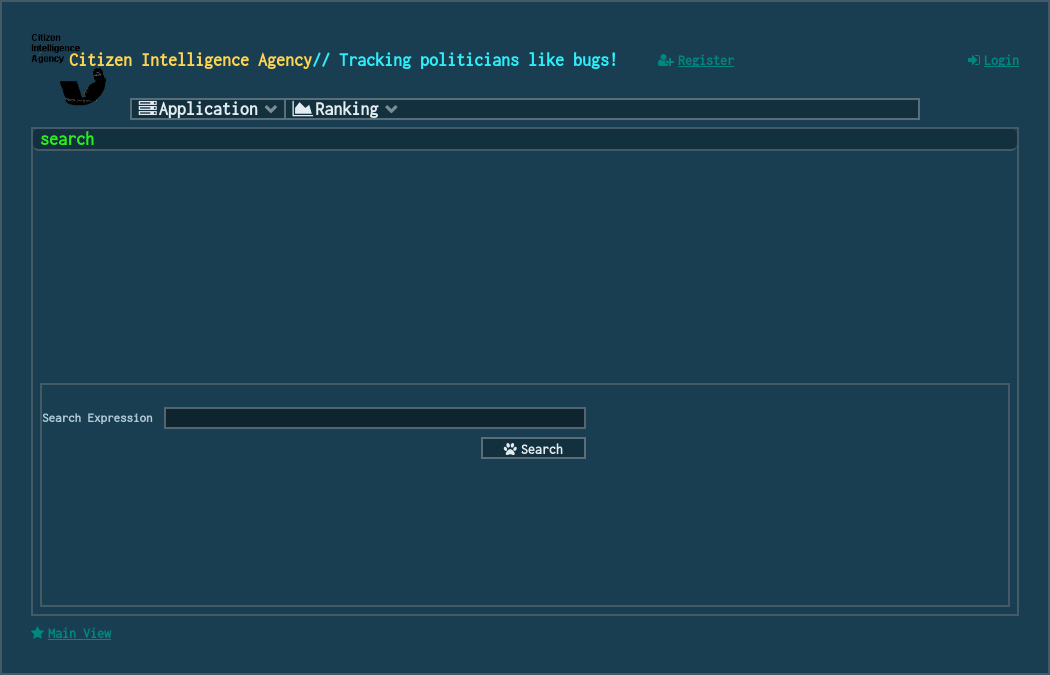 Citizen
Intelligence
Agency
Citizen Intelligence Agency// Tracking politicians like bugs!
Register
Login
Application
Ranking
search
Search Expression
Search
Main View